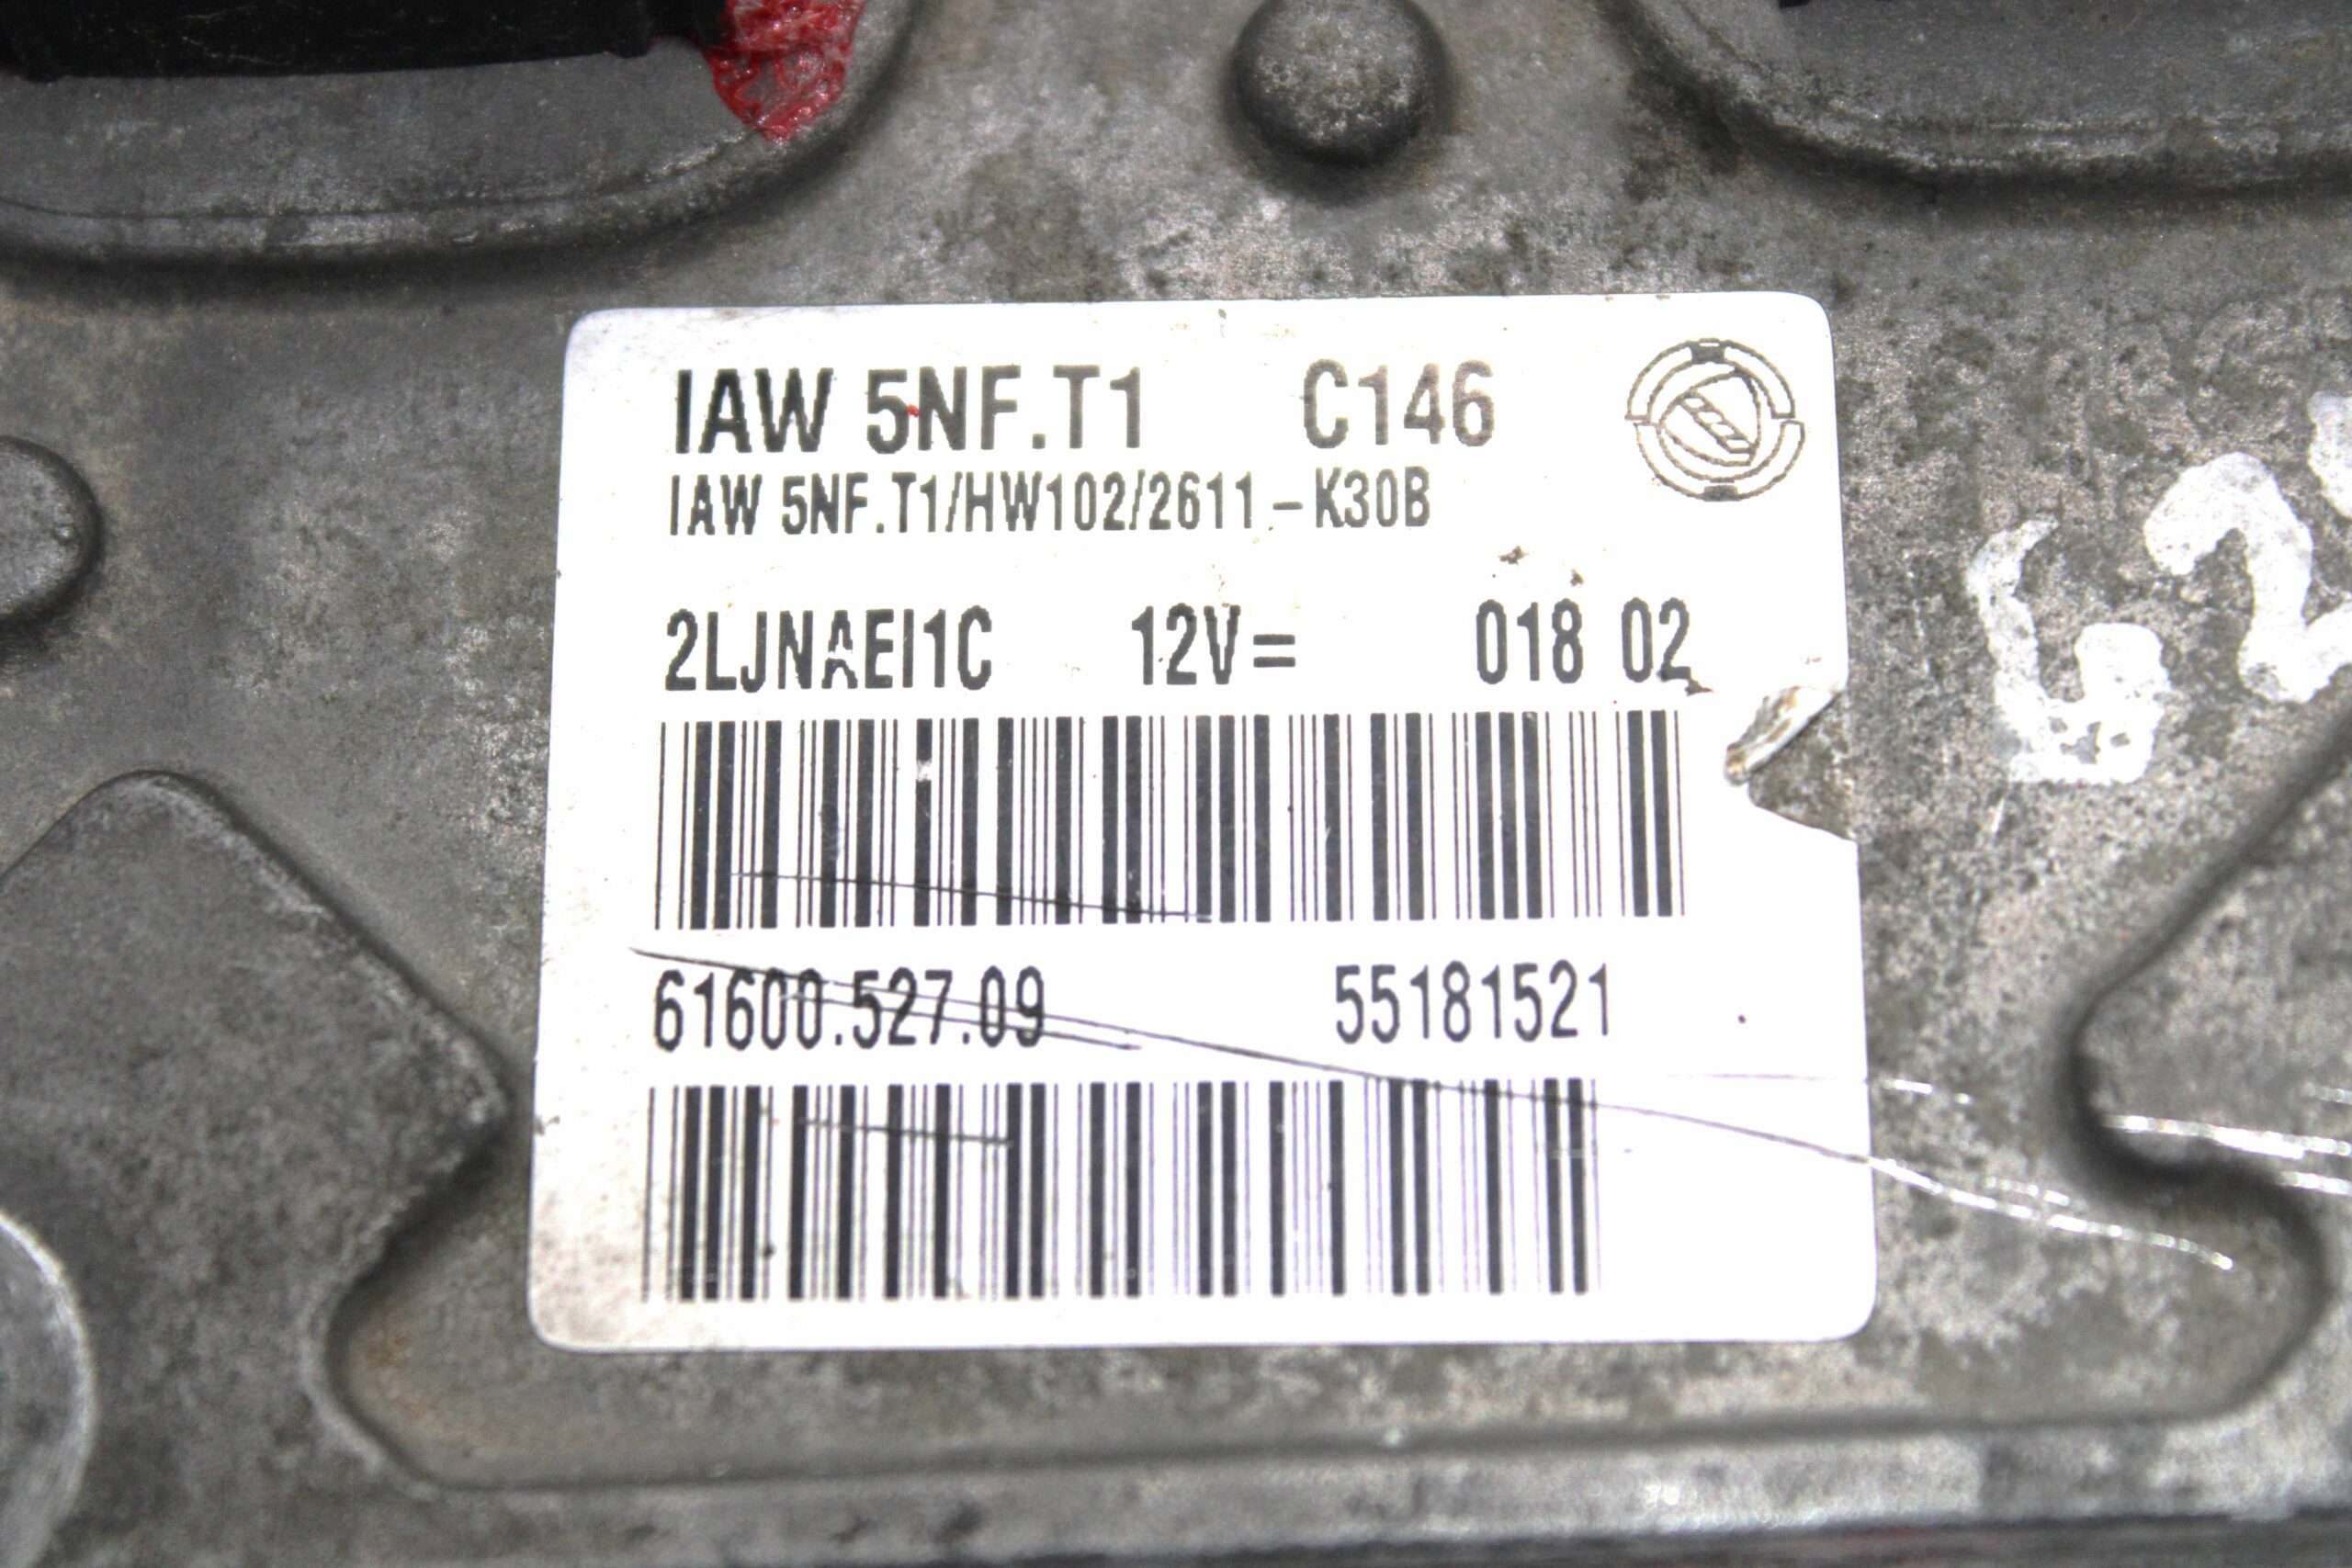 IAW 5NF.T1 C146
IAW 5NF.T1/HW102/2611-K30B
2LJNAEI1C 12V= 018 02
61600.527.09 55181521